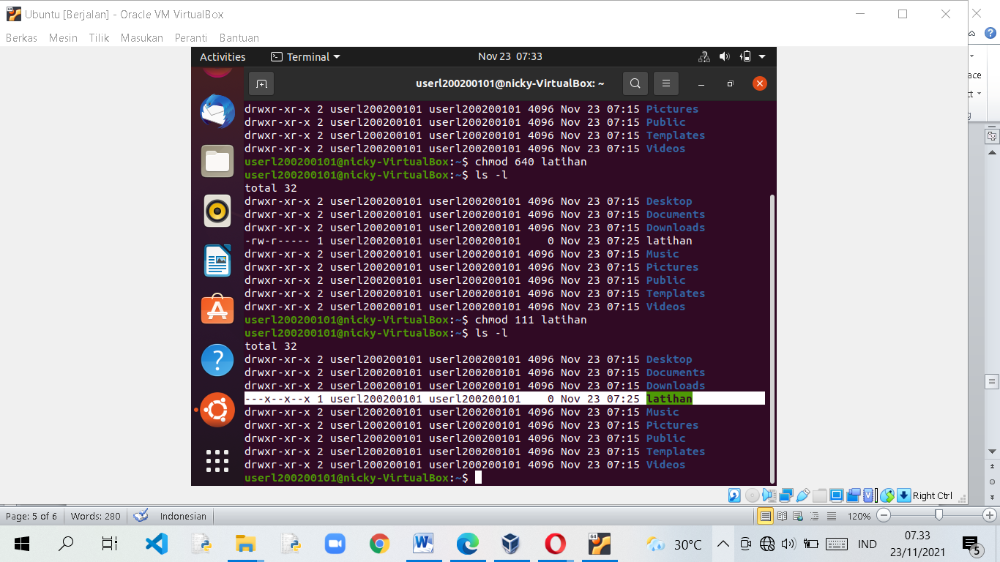 Ubuntu [Berjalan] - Oracle VM VirtualBox
Berkas Mesin Tilik Masukan Peranti Bantuan
Activities Terminal Nov 23 07:33
userl200200101@nicky-VirtualBox: ~
drwxr-xr-x 2 userl200200101 userl200200101 4096 Nov 23 07:15 Pictures
drwxr-xr-x 2 userl200200101 userl200200101 4096 Nov 23 07:15 Public
drwxr-xr-x 2 userl200200101 userl200200101 4096 Nov 23 07:15 Templates
drwxr-xr-x 2 userl200200101 userl200200101 4096 Nov 23 07:15 Videos
userl200200101@nicky-VirtualBox:~$ chmod 640 latihan
userl200200101@nicky-VirtualBox:~$ ls -l
total 32
drwxr-xr-x 2 userl200200101 userl200200101 4096 Nov 23 07:15 Desktop
drwxr-xr-x 2 userl200200101 userl200200101 4096 Nov 23 07:15 Documents
drwxr-xr-x 2 userl200200101 userl200200101 4096 Nov 23 07:15 Downloads
-rw-r----- 1 userl200200101 userl200200101    0 Nov 23 07:25 latihan
drwxr-xr-x 2 userl200200101 userl200200101 4096 Nov 23 07:15 Music
drwxr-xr-x 2 userl200200101 userl200200101 4096 Nov 23 07:15 Pictures
drwxr-xr-x 2 userl200200101 userl200200101 4096 Nov 23 07:15 Public
drwxr-xr-x 2 userl200200101 userl200200101 4096 Nov 23 07:15 Templates
drwxr-xr-x 2 userl200200101 userl200200101 4096 Nov 23 07:15 Videos
userl200200101@nicky-VirtualBox:~$ chmod 111 latihan
userl200200101@nicky-VirtualBox:~$ ls -l
total 32
drwxr-xr-x 2 userl200200101 userl200200101 4096 Nov 23 07:15 Desktop
drwxr-xr-x 2 userl200200101 userl200200101 4096 Nov 23 07:15 Documents
drwxr-xr-x 2 userl200200101 userl200200101 4096 Nov 23 07:15 Downloads
---x--x--x 1 userl200200101 userl200200101    0 Nov 23 07:25 latihan
drwxr-xr-x 2 userl200200101 userl200200101 4096 Nov 23 07:15 Music
drwxr-xr-x 2 userl200200101 userl200200101 4096 Nov 23 07:15 Pictures
drwxr-xr-x 2 userl200200101 userl200200101 4096 Nov 23 07:15 Public
drwxr-xr-x 2 userl200200101 userl200200101 4096 Nov 23 07:15 Templates
drwxr-xr-x 2 userl200200101 userl200200101 4096 Nov 23 07:15 Videos
userl200200101@nicky-VirtualBox:~$
Right Ctrl
Page: 5 of 6 Words: 280 Indonesian 120%
30°C IND 07.33
23/11/2021 5